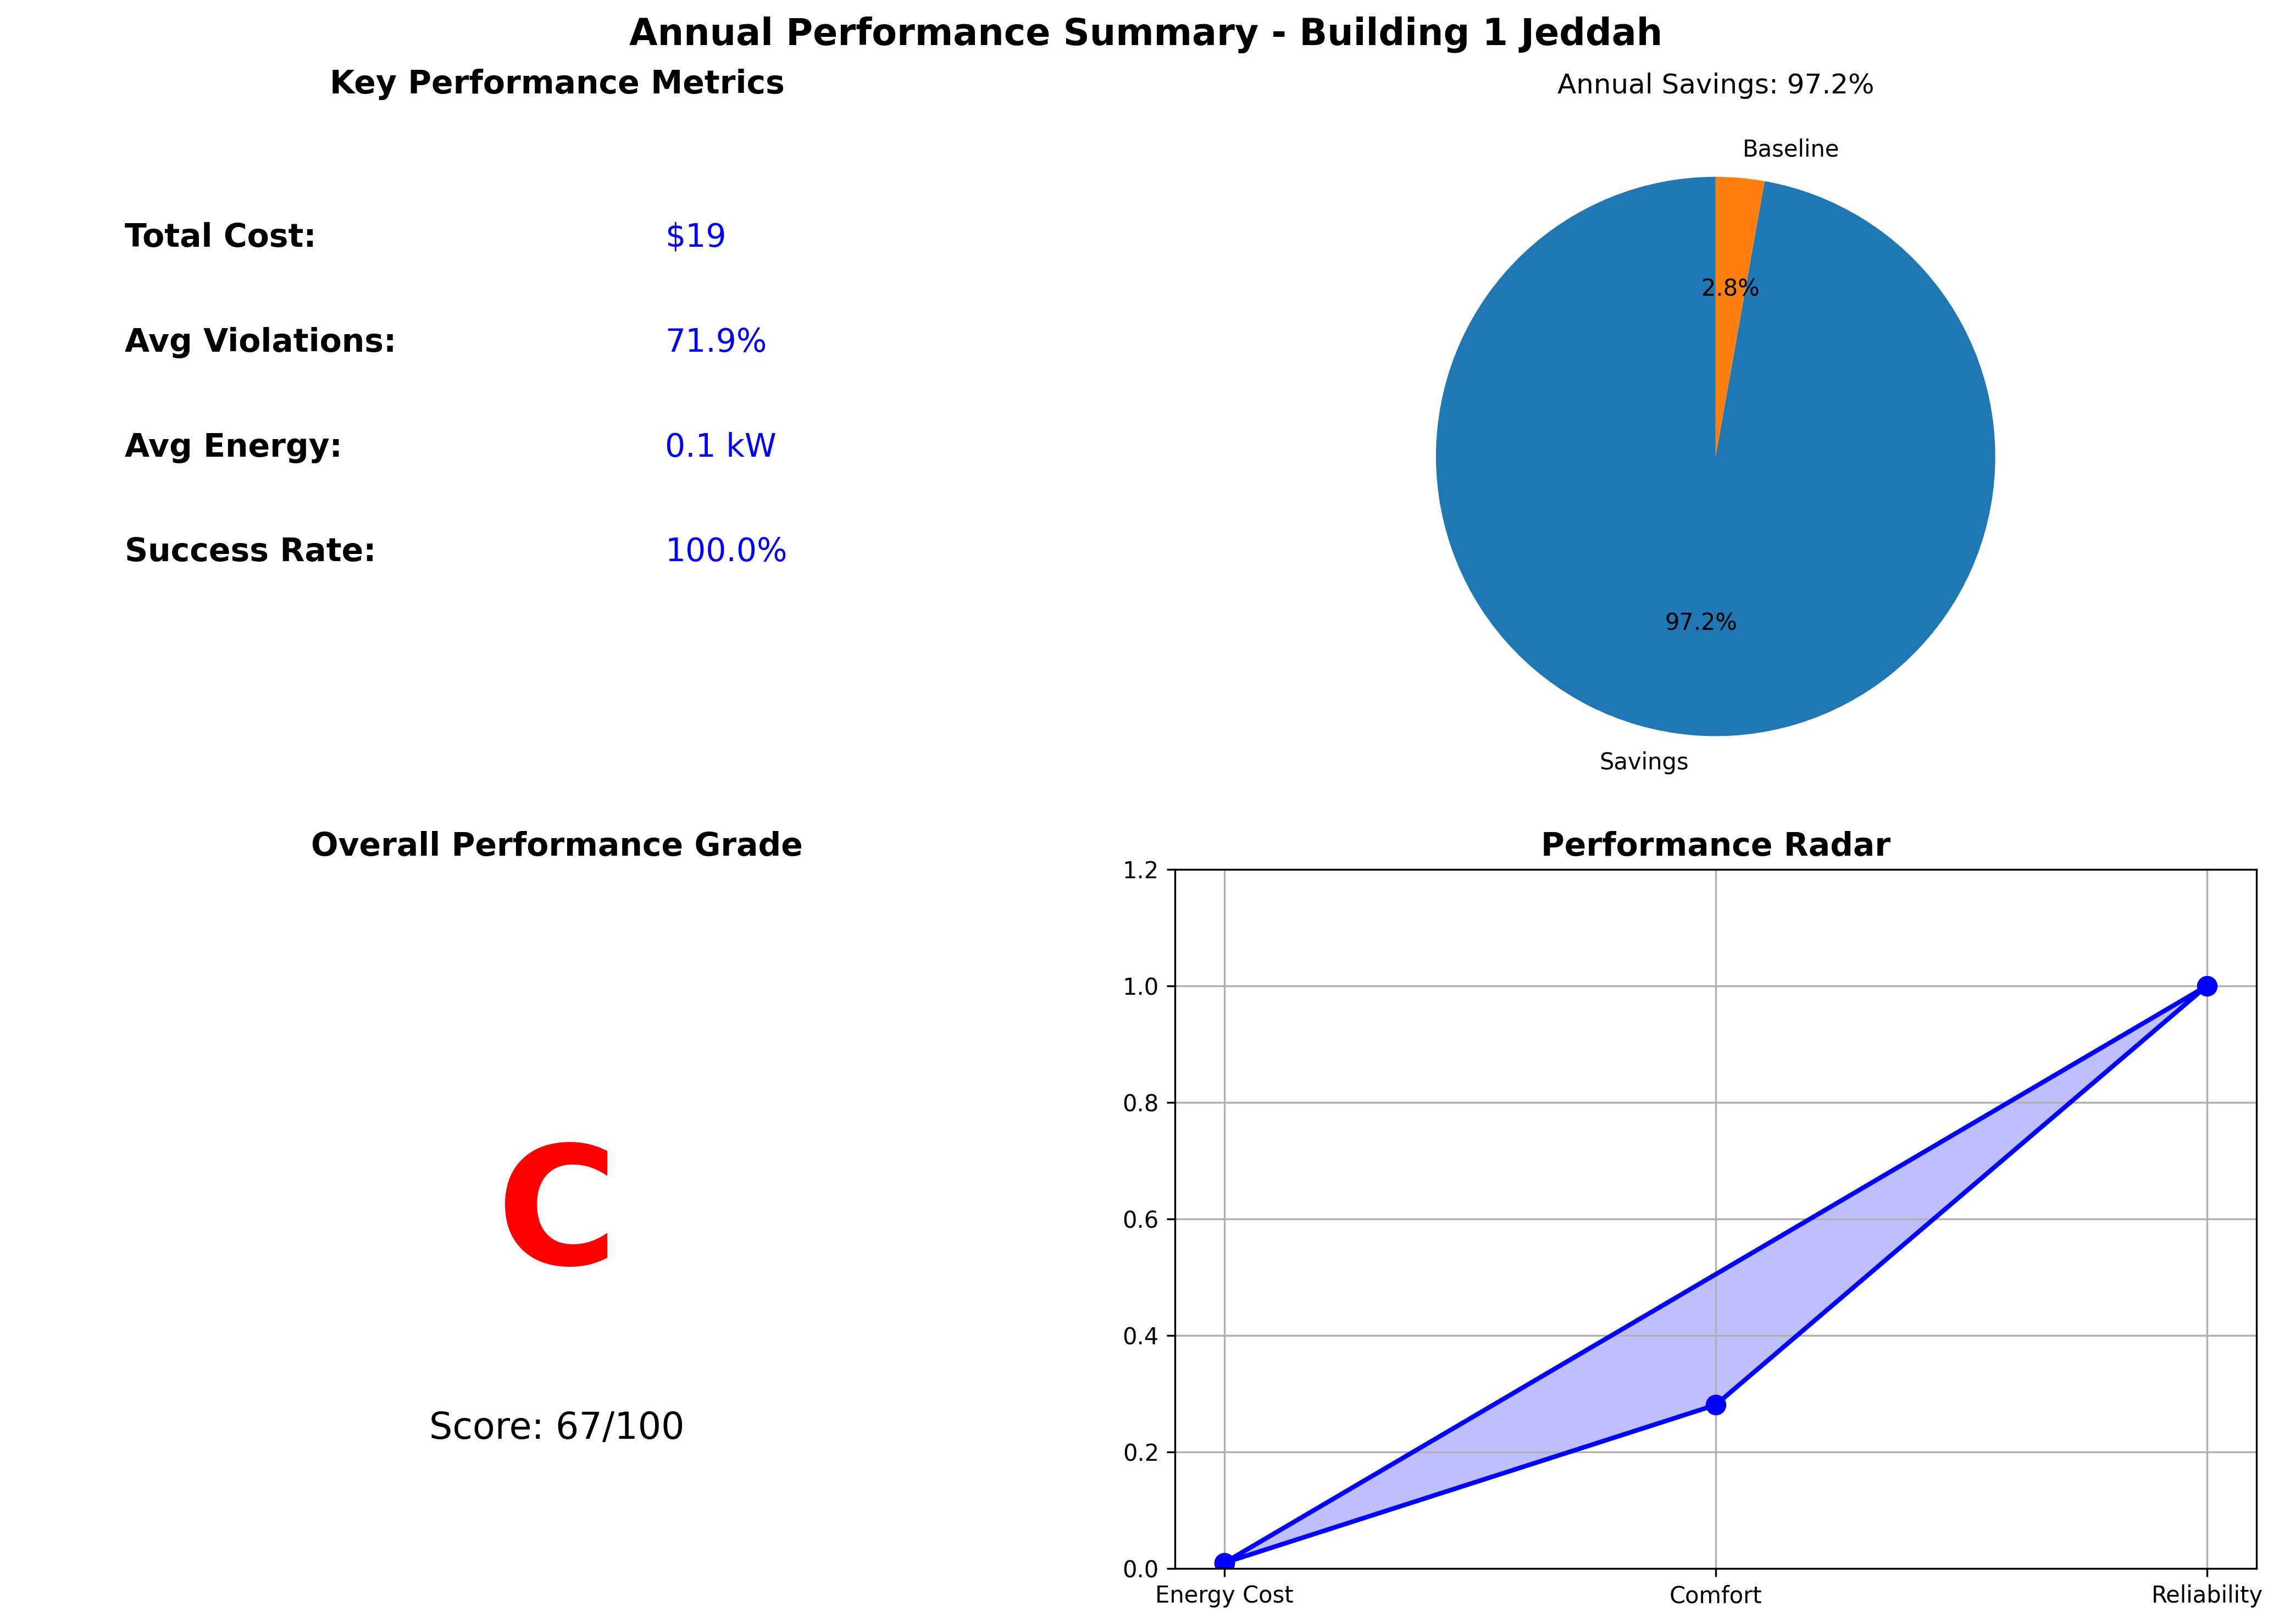 Annual Performance Summary - Building 1 Jeddah
Key Performance Metrics
Total Cost: $19
Avg Violations: 71.9%
Avg Energy: 0.1 kW
Success Rate: 100.0%
Annual Savings: 97.2%
Baseline
2.8%
97.2%
Savings
Overall Performance Grade
C
Score: 67/100
Performance Radar
1.2
1.0
0.8
0.6
0.4
0.2
0.0
Energy Cost Comfort Reliability